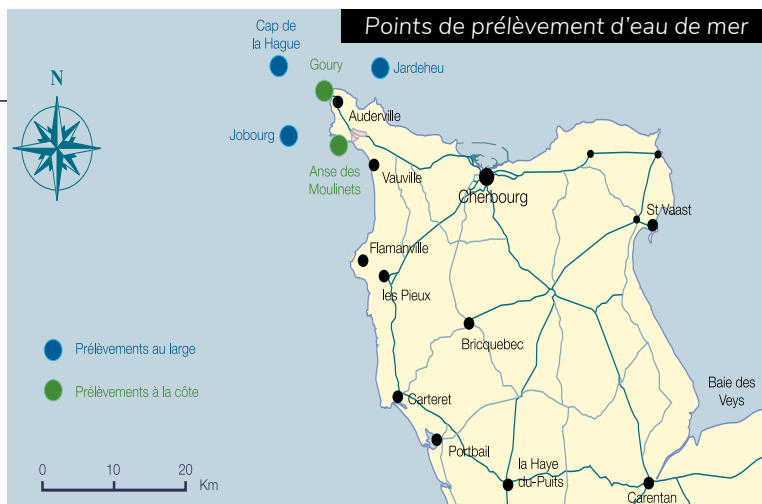 Points de prélèvement d'eau de mer
Cap de
la Hague
Goury
Jardeheu
N
Auderville
Jobourg
Anse des
Moulinets
Vauville
Cherbourg
St Vaast
Flamanville
les Pieux
Bricquebec
Prélèvements au large
Prélèvements à la côte
Baie des
Veys
Carteret
Portbail
la Haye
du-Puits
Carentan
0 10 20
Km